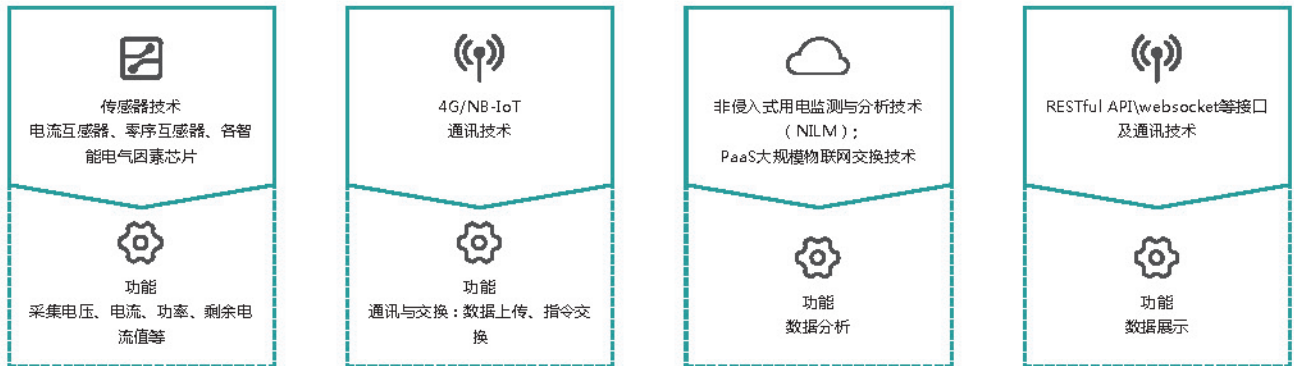 传感器技术
电流互感器、零序互感器、各智
能电气因素芯片
功能
采集电压、电流、功率、剩余电
流值等
4G/NB-IoT
通讯技术
功能
通讯与交换：数据上传、指令交
换
非侵入式用电监测与分析技术
（NILM）；
PaaS大规模物联网交换技术
功能
数据分析
RESTful API\websocket等接口
及通讯技术
功能
数据展示